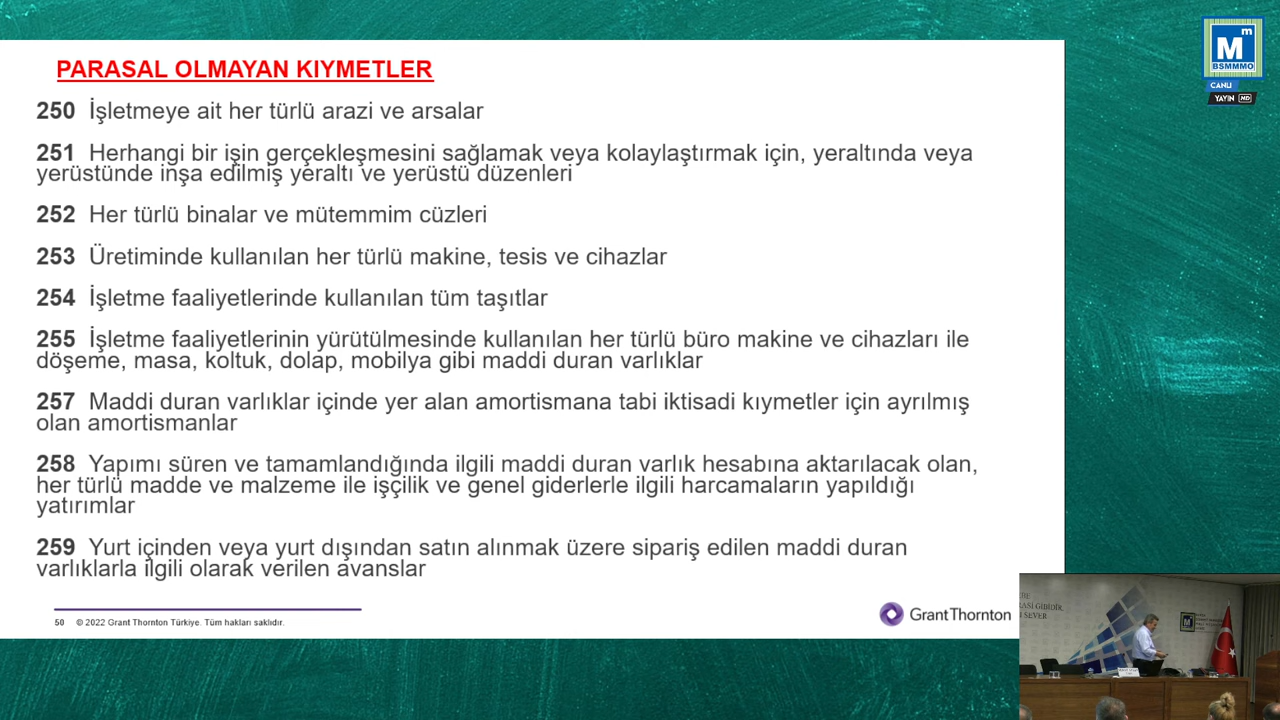 PARASAL OLMAYAN KIYMETLER
250 İşletmeye ait her türlü arazi ve arsalar
251 Herhangi bir işin gerçekleşmesini sağlamak veya kolaylaştırmak için, yeraltında veya
yerüstünde inşa edilmiş yeraltı ve yerüstü düzenleri
252 Her türlü binalar ve mütemmim cüzleri
253 Üretiminde kullanılan her türlü makine, tesis ve cihazlar
254 İşletme faaliyetlerinde kullanılan tüm taşıtlar
255 İşletme faaliyetlerinin yürütülmesinde kullanılan her türlü büro makine ve cihazları ile
döşeme, masa, koltuk, dolap, mobilya gibi maddi duran varlıklar
257 Maddi duran varlıklar içinde yer alan amortismana tabi iktisadi kıymetler için ayrılmış
olan amortismanlar
258 Yapımı süren ve tamamlandığında ilgili maddi duran varlık hesabına aktarılacak olan,
her türlü madde ve malzeme ile işçilik ve genel giderlerle ilgili harcamaların yapıldığı
yatırımlar
259 Yurt içinden veya yurt dışından satın alınmak üzere sipariş edilen maddi duran
varlıklarla ilgili olarak verilen avanslar
50 © 2022 Grant Thornton Türkiye. Tüm hakları saklıdır.
GrantThornton
Mm
BSMMMO
CANLI
YAYIN HD
SEVER